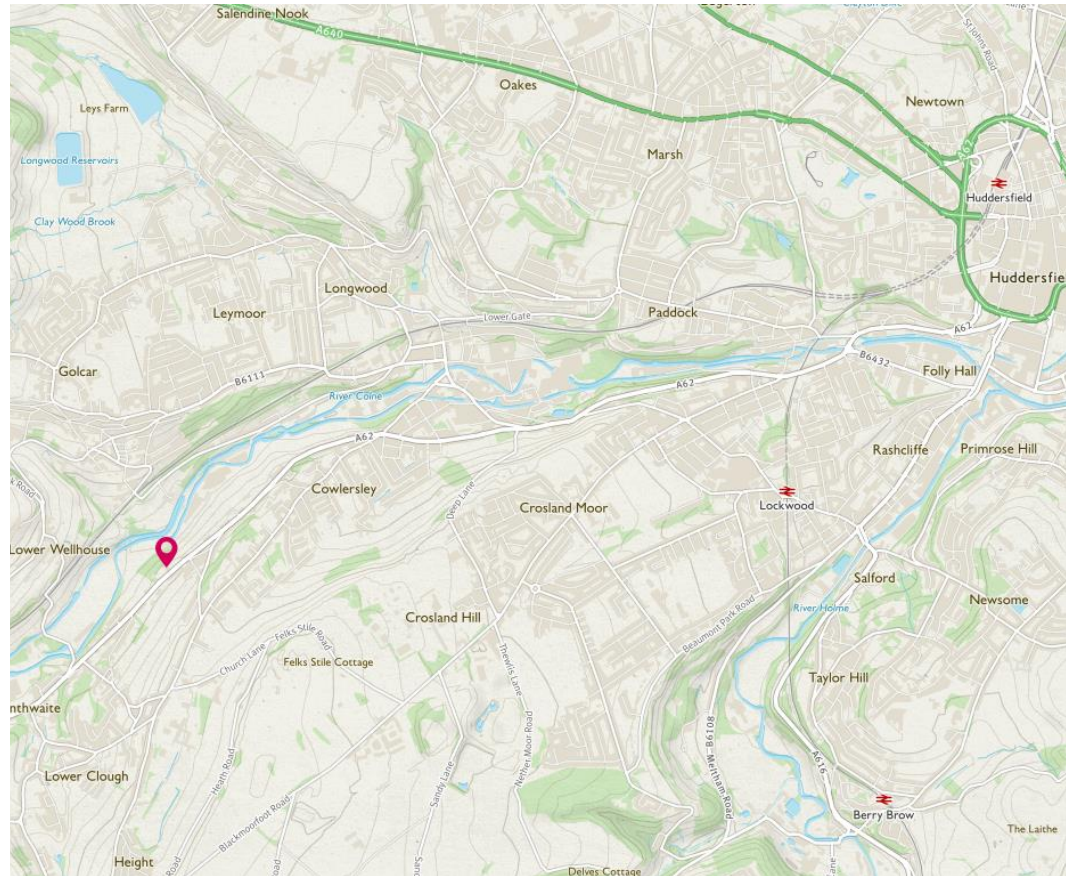 Salendine Nook
A640
Oakes
St Johns Road
Newtown
Leys Farm
Longwood Reservoirs
Marsh
A62
Huddersfield
Clay Wood Brook
Huddersfie
Longwood
Leymoor
Lower Gate
Paddock
A62
B6432
Golcar
B6111
River Colne
A62
Folly Hall
A62
Rashcliffe
Primrose Hill
Road
Cowlersley
Deep Lane
Crosland Moor
Lockwood
Lower Wellhouse
Salford
Newsome
River Holme
Crosland Hill
Beaumont Park Road
Church Lane
Felks Stile Road
Felks Stile Cottage
Thewlis Lane
Taylor Hill
nthwaite
Nether Moor Road
B6108
Meltham Road
A616
Lower Clough
Heath Road
Sandy Lane
Blackmoorfoot Road
Berry Brow
The Laithe
Height
Road
Delves Cottage
Lane